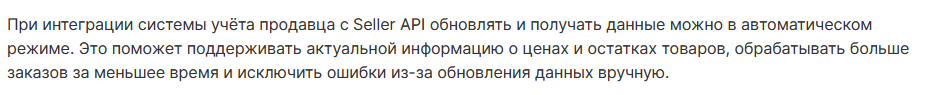 При интеграции системы учёта продавца с Seller API обновлять и получать данные можно в автоматическом
режиме. Это поможет поддерживать актуальной информацию о ценах и остатках товаров, обрабатывать больше
заказов за меньшее время и исключить ошибки из-за обновления данных вручную.